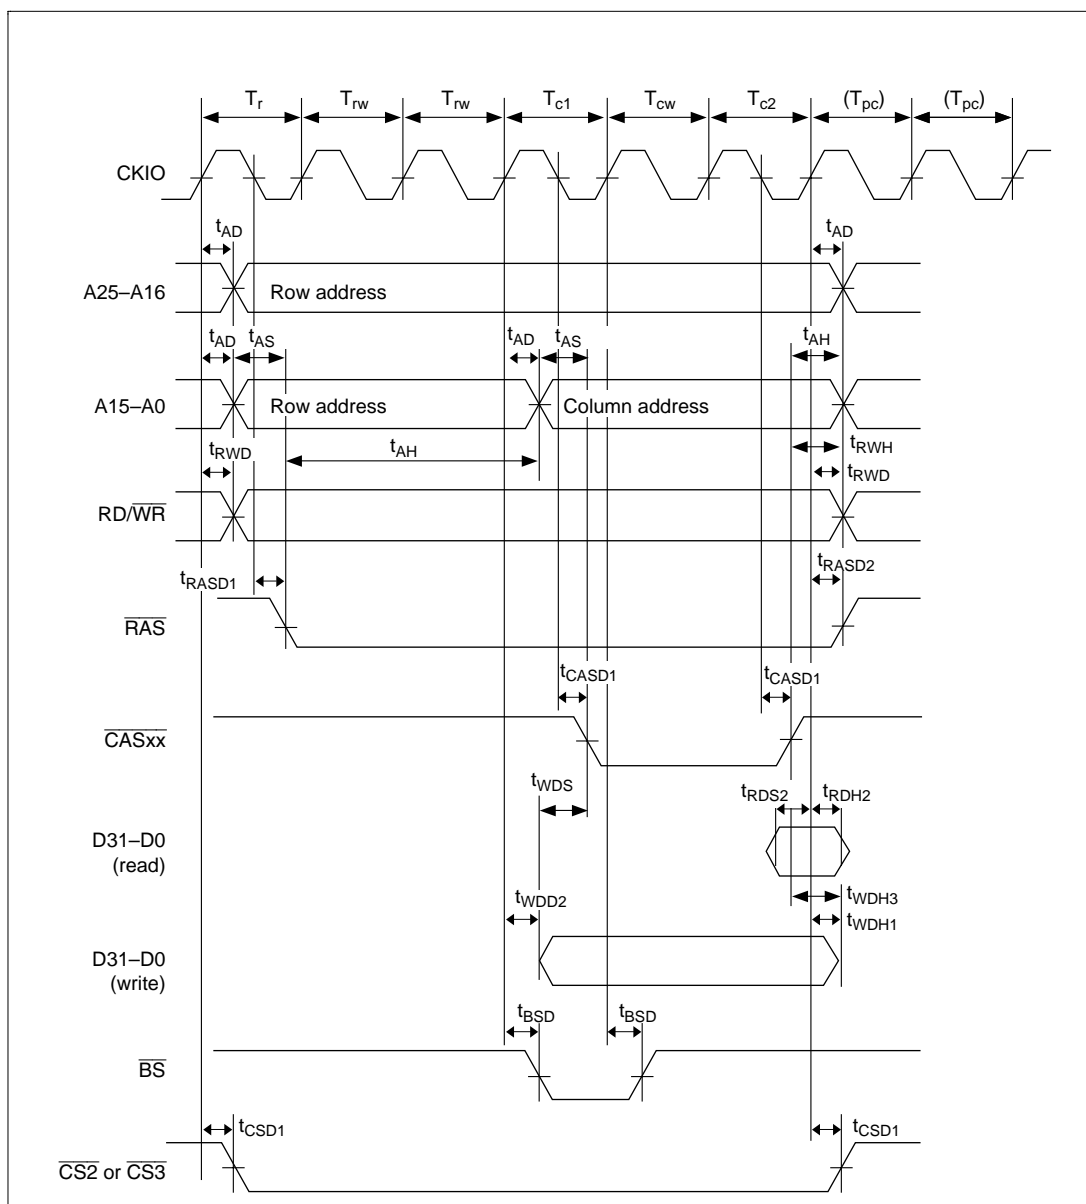 Tr Trw Trw Tc1 Tcw Tc2 (Tpc) (Tpc)
CKIO
tAD tAD
A25–A16 Row address
tAD tAS tAD tAS tAH
A15–A0 Row address Column address
tRWD tAH tRWH
tRWD
RD/WR
tRASD1 tRASD2
RAS
tCASD1 tCASD1
CASxx
tWDS tRDS2 tRDH2
D31–D0
(read)
tWDD2 tWDH3
tWDH1
D31–D0
(write)
tBSD tBSD
BS
tCSD1 tCSD1
CS2 or CS3